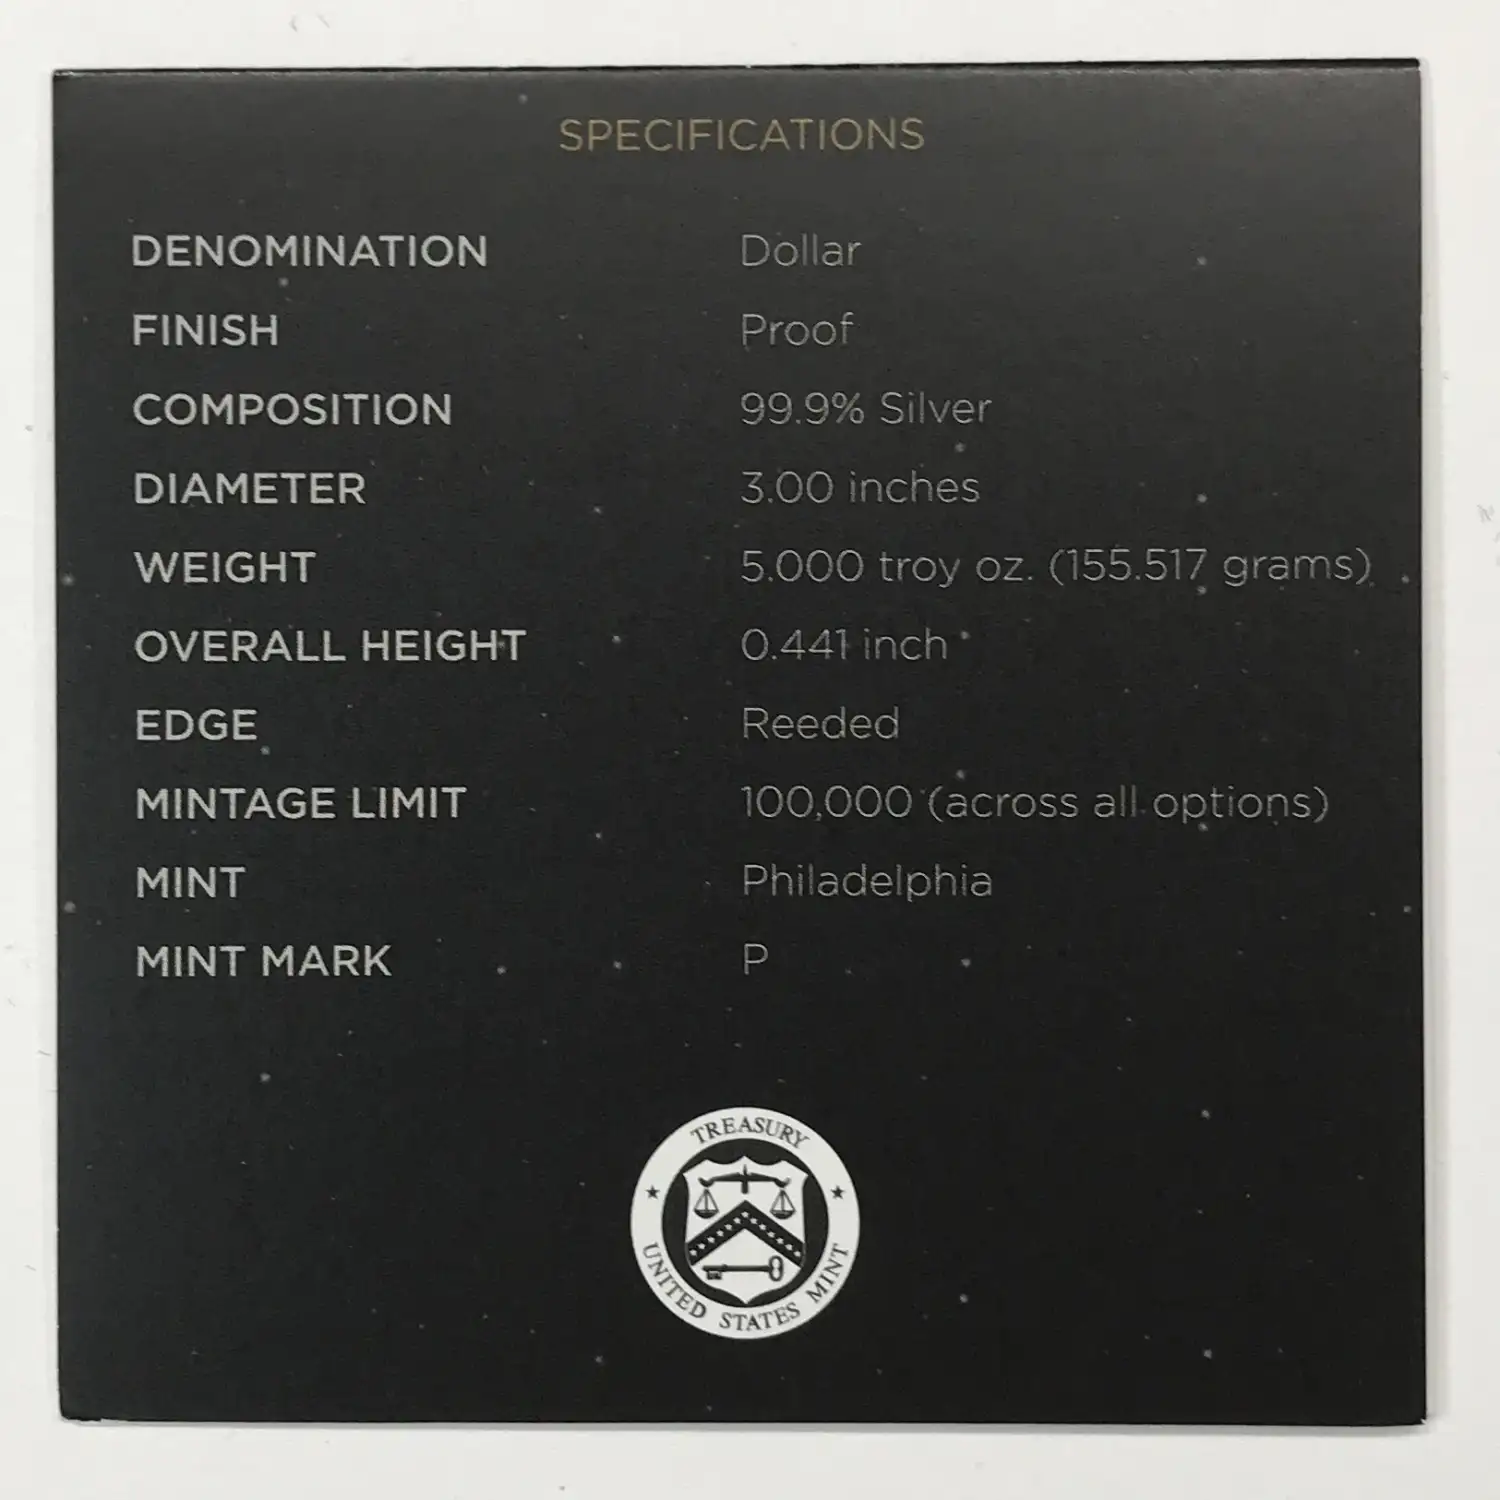 SPECIFICATIONS
DENOMINATION Dollar
FINISH Proof
COMPOSITION 99.9% Silver
DIAMETER 3.00 inches
WEIGHT 5.000 troy oz. (155.517 grams)
OVERALL HEIGHT 0.441 inch
EDGE Reeded
MINTAGE LIMIT 100,000 (across all options)
MINT Philadelphia
MINT MARK P
TREASURY
UNITED STATES MINT